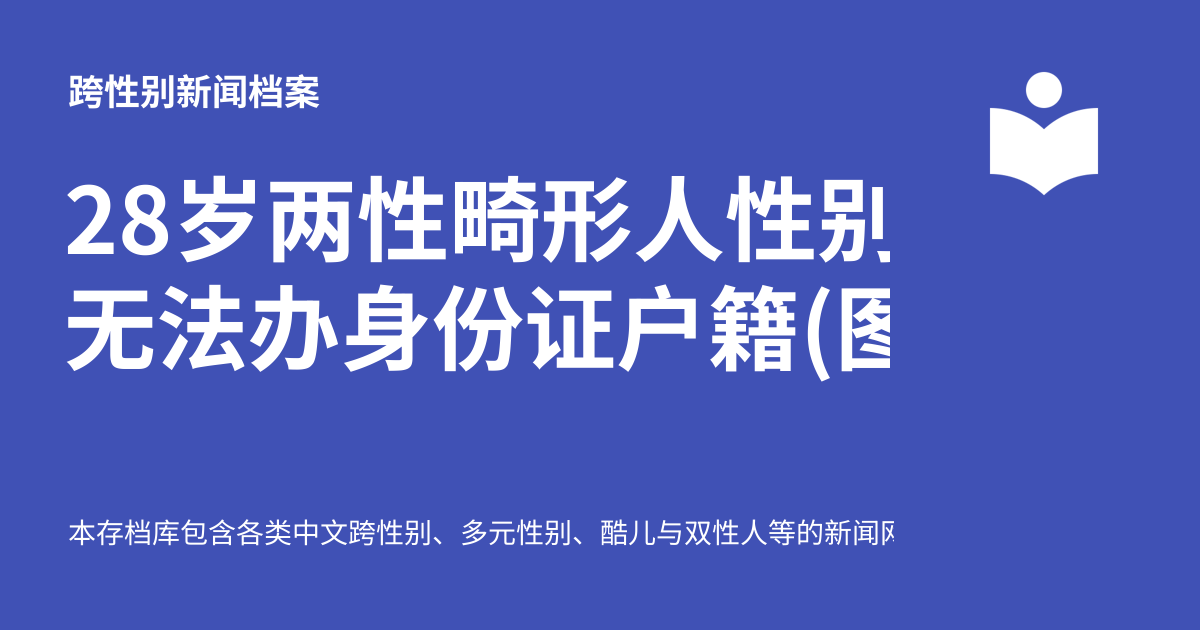 跨性别新闻档案
28岁两性畸形人性别
无法办身份证户籍(图
本存档库包含各类中文跨性别、多元性别、酷儿与双性人等的新闻网